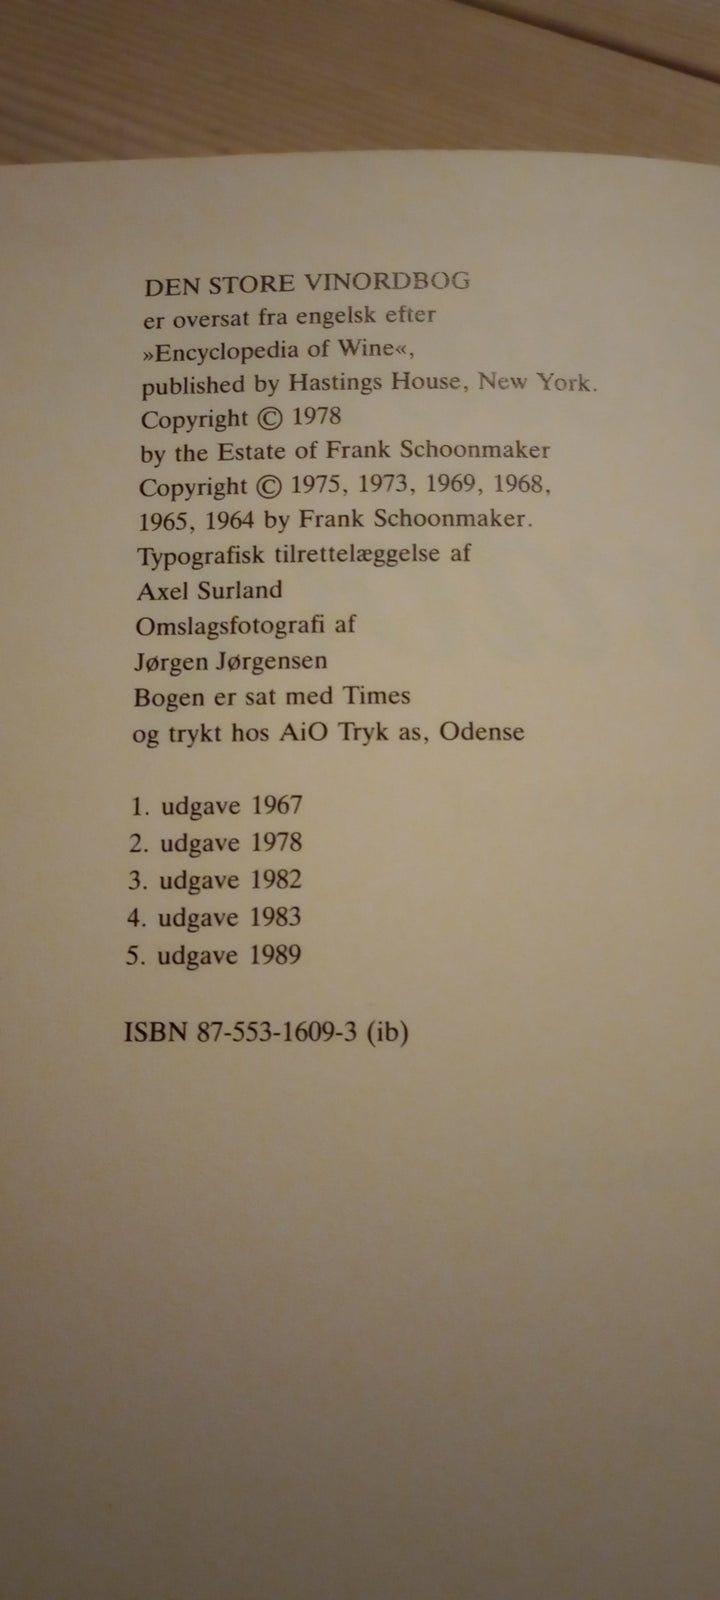 DEN STORE VINORDBOG
er oversat fra engelsk efter
»Encyclopedia of Wine«,
published by Hastings House, New York.
Copyright © 1978
by the Estate of Frank Schoonmaker
Copyright © 1975, 1973, 1969, 1968,
1965, 1964 by Frank Schoonmaker.
Typografisk tilrettelæggelse af
Axel Surland
Omslagsfotografi af
Jørgen Jørgensen
Bogen er sat med Times
og trykt hos AiO Tryk as, Odense
1. udgave 1967
2. udgave 1978
3. udgave 1982
4. udgave 1983
5. udgave 1989
ISBN 87-553-1609-3 (ib)